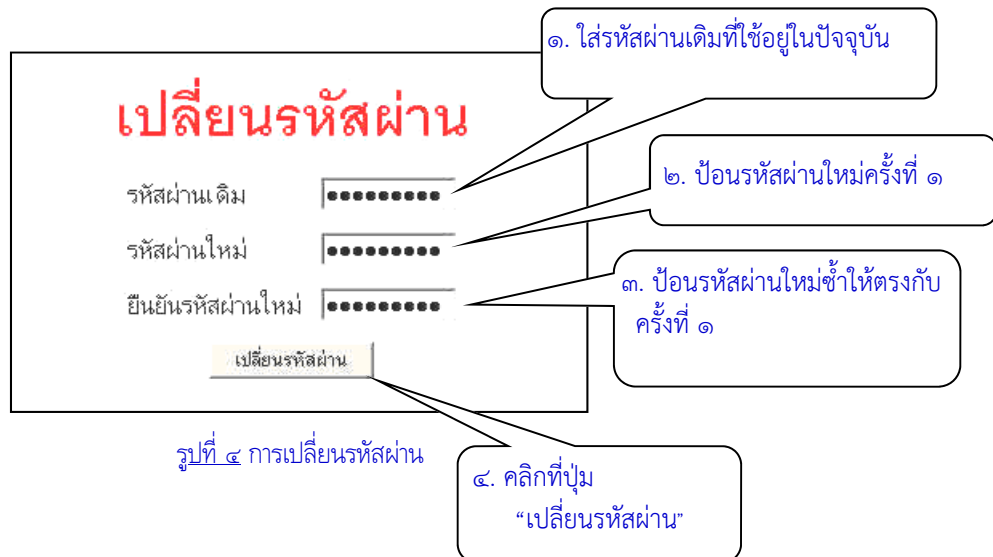 ๑. ใส่รหัสผ่านเดิมที่ใช้อยู่ในปัจจุบัน
เปลี่ยนรหัสผ่าน
รหัสผ่านเดิม
๒. ป้อนรหัสผ่านใหม่ครั้งที่ ๑
รหัสผ่านใหม่
๓. ป้อนรหัสผ่านใหม่ซ้ำให้ตรงกับ
ครั้งที่ ๑
ยืนยันรหัสผ่านใหม่
เปลี่ยนรหัสผ่าน
รูปที่ ๔ การเปลี่ยนรหัสผ่าน
๔. คลิกที่ปุ่ม
“เปลี่ยนรหัสผ่าน”